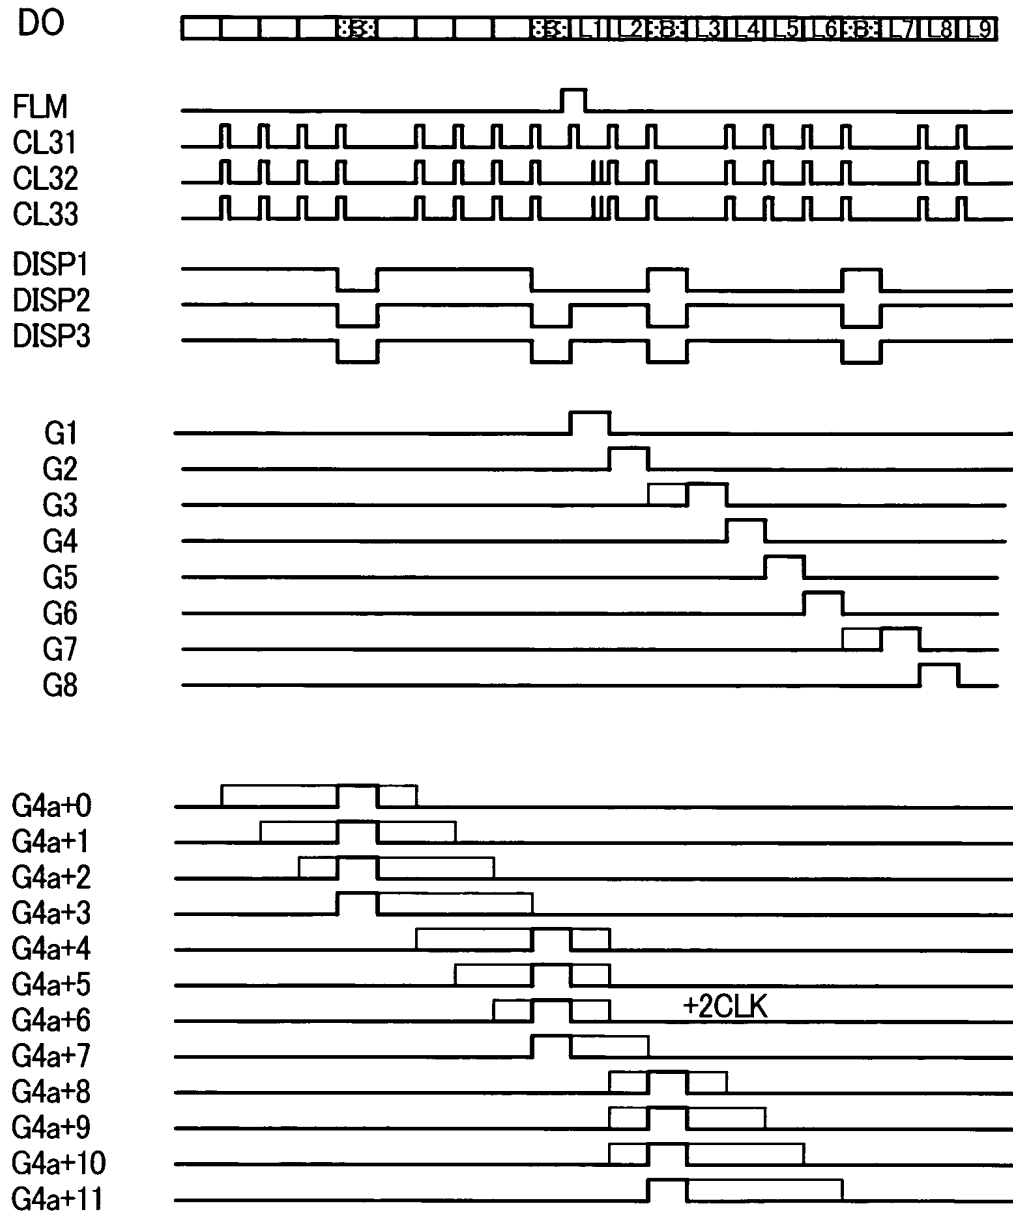 DO B B L1 L2 B L3 L4 L5 L6 B L7 L8 L9
FLM
CL31
CL32
CL33
DISP1
DISP2
DISP3
G1
G2
G3
G4
G5
G6
G7
G8
G4a+0
G4a+1
G4a+2
G4a+3
G4a+4
G4a+5
G4a+6 +2CLK
G4a+7
G4a+8
G4a+9
G4a+10
G4a+11